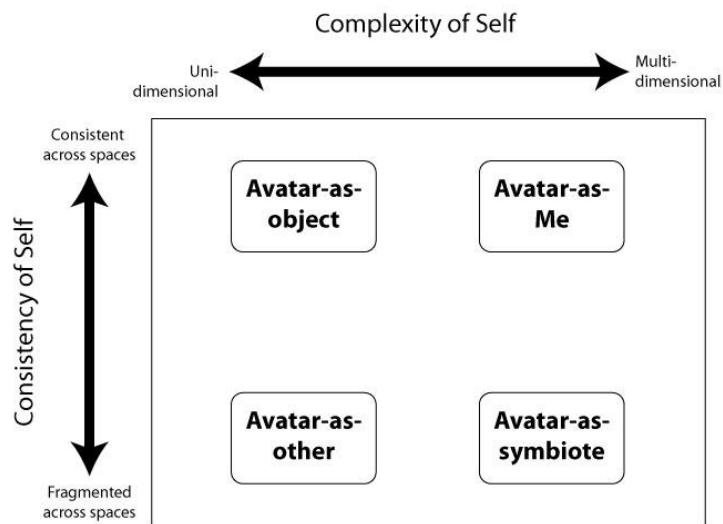 Complexity of Self
Uni-
dimensional
Multi-
dimensional
Consistent
across spaces
Avatar-as-
object
Avatar-as-
Me
Consistency of Self
Avatar-as-
other
Avatar-as-
symbiote
Fragmented
across spaces